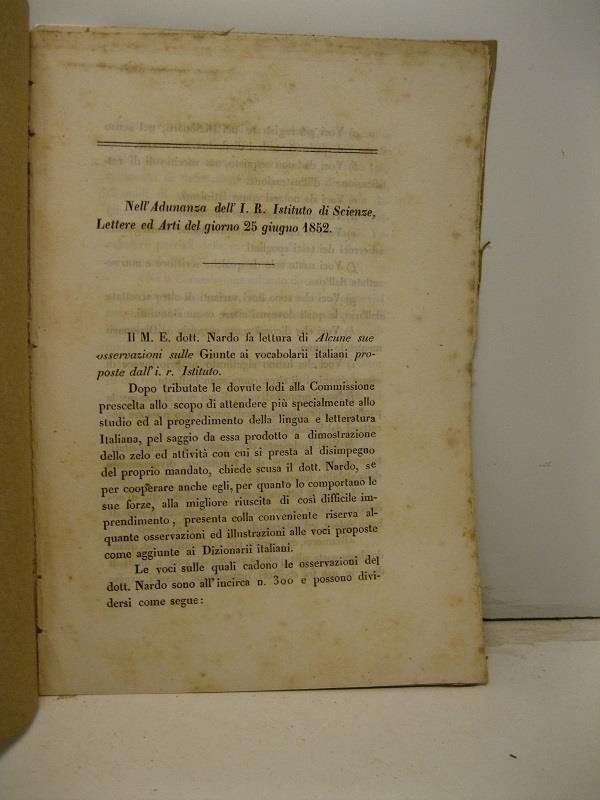 Nell'Adunanza dell' I. R. Istituto di Scienze,
Lettere ed Arti del giorno 25 giugno 1852.
Il M. E. dott. Nardo fa lettura di Alcune sue
osservazioni sulle Giunte ai vocabolarii italiani pro-
poste dall' i. r. Istituto.
Dopo tributate le dovute lodi alla Commissione
prescelta allo scopo di attendere più specialmente allo
studio ed al progredimento della lingua e letteratura
Italiana, pel saggio da essa prodotto a dimostrazione
dello zelo ed attività con cui si presta al disimpegno
del proprio mandato, chiede scusa il dott. Nardo, se
per cooperare anche egli, per quanto lo comportano le
sue forze, alla migliore riuscita di così difficile im-
prendimento, presenta colla conveniente riserva al-
quante osservazioni ed illustrazioni alle voci proposte
come aggiunte ai Dizionarii italiani.
Le voci sulle quali cadono le osservazioni del
dott. Nardo sono all' incirca n. 300 e possono divi-
dersi come segue: